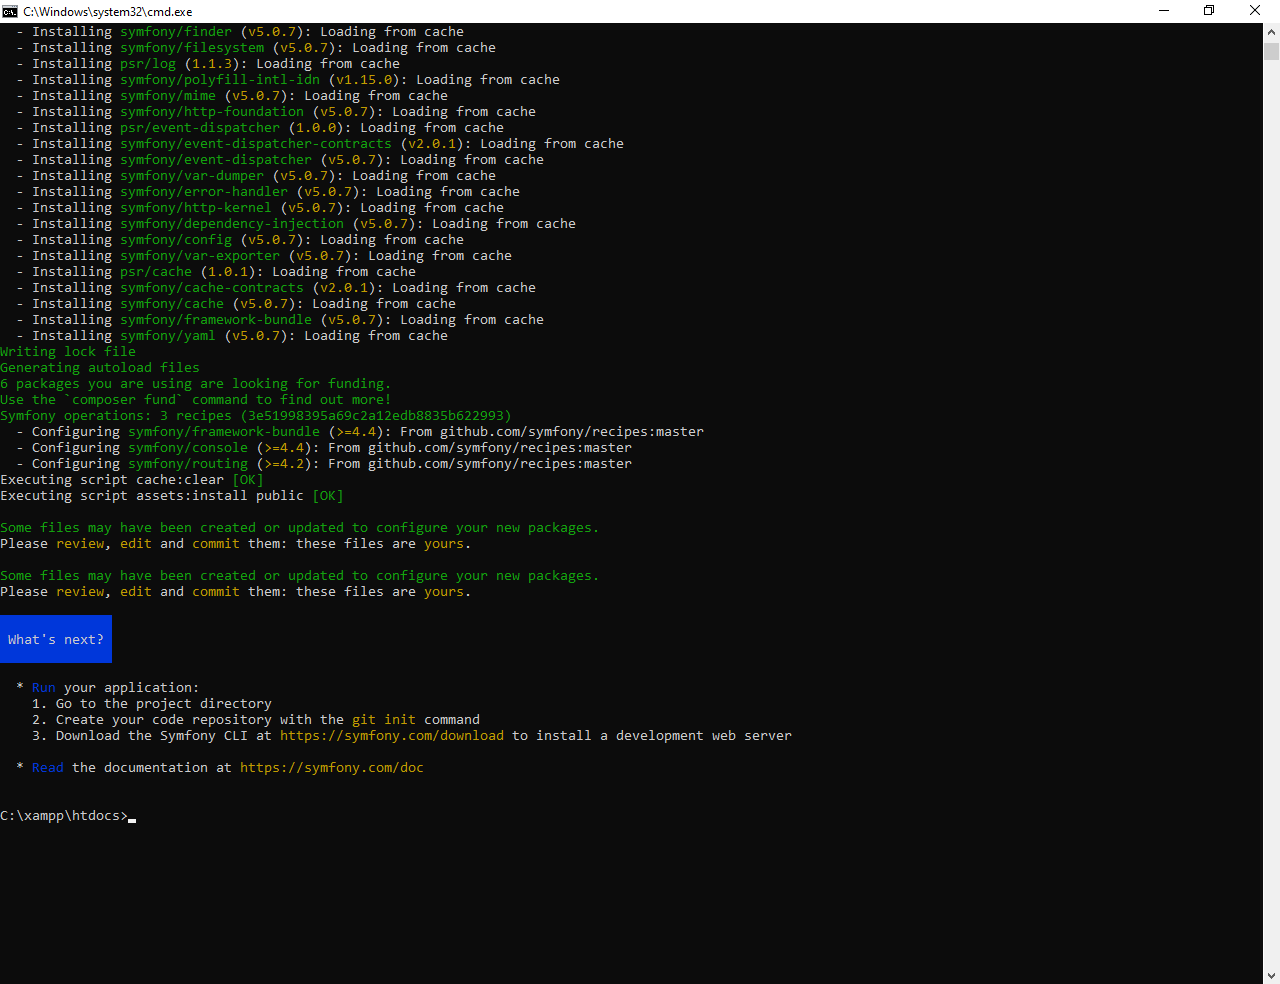 C:\Windows\system32\cmd.exe
- Installing symfony/finder (v5.0.7): Loading from cache
- Installing symfony/filesystem (v5.0.7): Loading from cache
- Installing psr/log (1.1.3): Loading from cache
- Installing symfony/polyfill-intl-idn (v1.15.0): Loading from cache
- Installing symfony/mime (v5.0.7): Loading from cache
- Installing symfony/http-foundation (v5.0.7): Loading from cache
- Installing psr/event-dispatcher (1.0.0): Loading from cache
- Installing symfony/event-dispatcher-contracts (v2.0.1): Loading from cache
- Installing symfony/event-dispatcher (v5.0.7): Loading from cache
- Installing symfony/var-dumper (v5.0.7): Loading from cache
- Installing symfony/error-handler (v5.0.7): Loading from cache
- Installing symfony/http-kernel (v5.0.7): Loading from cache
- Installing symfony/dependency-injection (v5.0.7): Loading from cache
- Installing symfony/config (v5.0.7): Loading from cache
- Installing symfony/var-exporter (v5.0.7): Loading from cache
- Installing psr/cache (1.0.1): Loading from cache
- Installing symfony/cache-contracts (v2.0.1): Loading from cache
- Installing symfony/cache (v5.0.7): Loading from cache
- Installing symfony/framework-bundle (v5.0.7): Loading from cache
- Installing symfony/yaml (v5.0.7): Loading from cache
Writing lock file
Generating autoload files
6 packages you are using are looking for funding.
Use the `composer fund` command to find out more!
Symfony operations: 3 recipes (3e51998395a69c2a12edb8835b622993)
- Configuring symfony/framework-bundle (>=4.4): From github.com/symfony/recipes:master
- Configuring symfony/console (>=4.4): From github.com/symfony/recipes:master
- Configuring symfony/routing (>=4.2): From github.com/symfony/recipes:master
Executing script cache:clear [OK]
Executing script assets:install public [OK]
Some files may have been created or updated to configure your new packages.
Please review, edit and commit them: these files are yours.
Some files may have been created or updated to configure your new packages.
Please review, edit and commit them: these files are yours.
What's next?
* Run your application:
1. Go to the project directory
2. Create your code repository with the git init command
3. Download the Symfony CLI at https://symfony.com/download to install a development web server
* Read the documentation at https://symfony.com/doc
C:\xampp\htdocs>